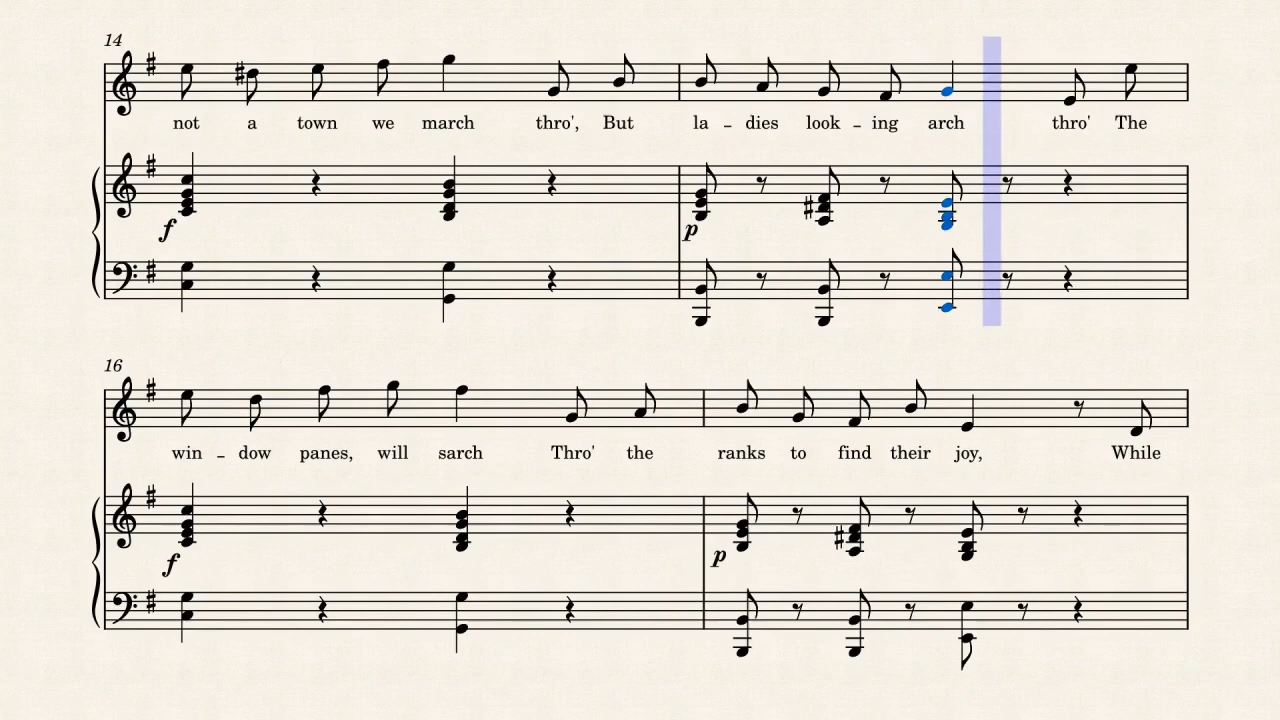 14
not a town we march thro', But la - dies look - ing arch thro' The
f p
16
win - dow panes, will sarch Thro' the ranks to find their joy, While
f p